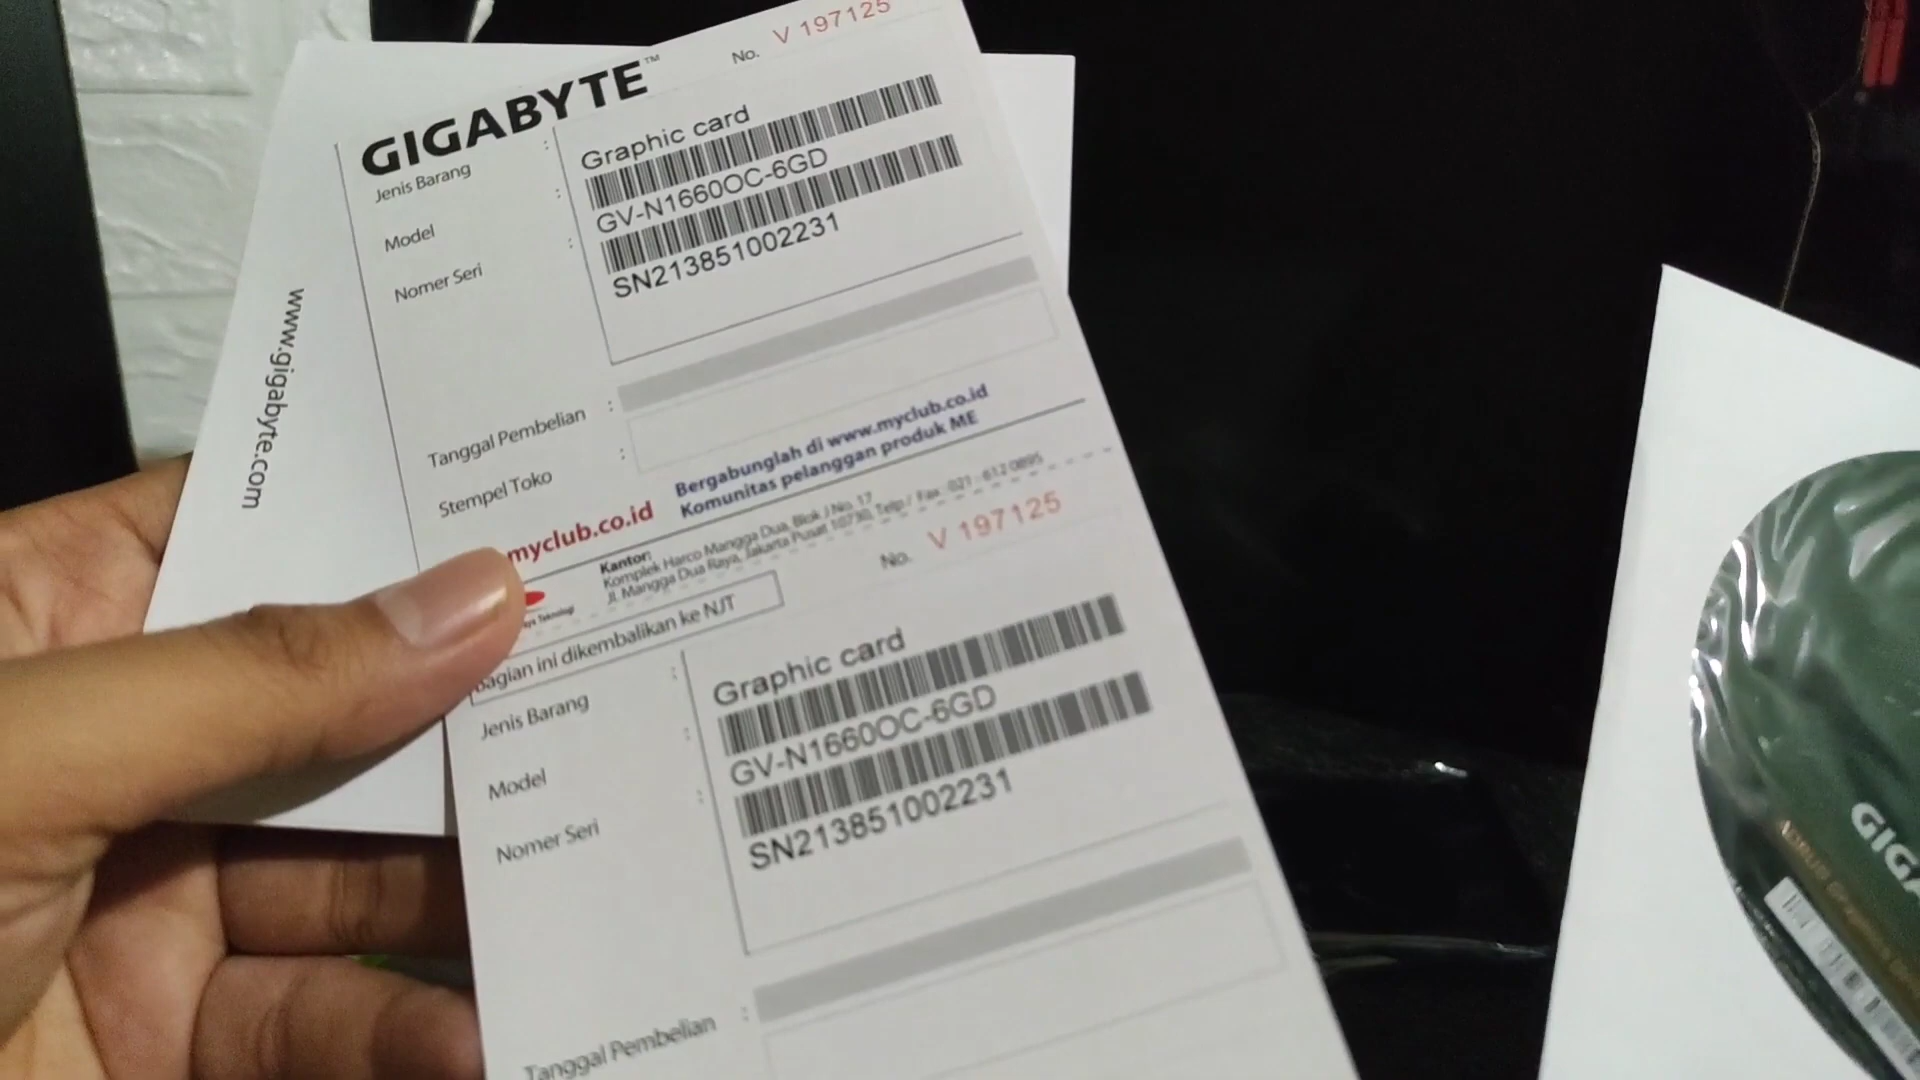 No. V 197125
GIGABYTE™
Jenis Barang : Graphic card
Model : GV-N1660OC-6GD
Nomer Seri : SN213851002231
Tanggal Pembelian :
Stempel Toko :
myclub.co.id
Bergabunglah di www.myclub.co.id
Komunitas pelanggan produk ME
Kantor:
Komplek Harco Mangga Dua, Blok J No. 17
Jl. Mangga Dua Raya, Jakarta Pusat 10730, Telp / Fax. 021 - 612 0895
No. V 197125
bagian ini dikembalikan ke NJT
Jenis Barang : Graphic card
Model : GV-N1660OC-6GD
Nomer Seri : SN213851002231
Tanggal Pembelian :
www.gigabyte.com